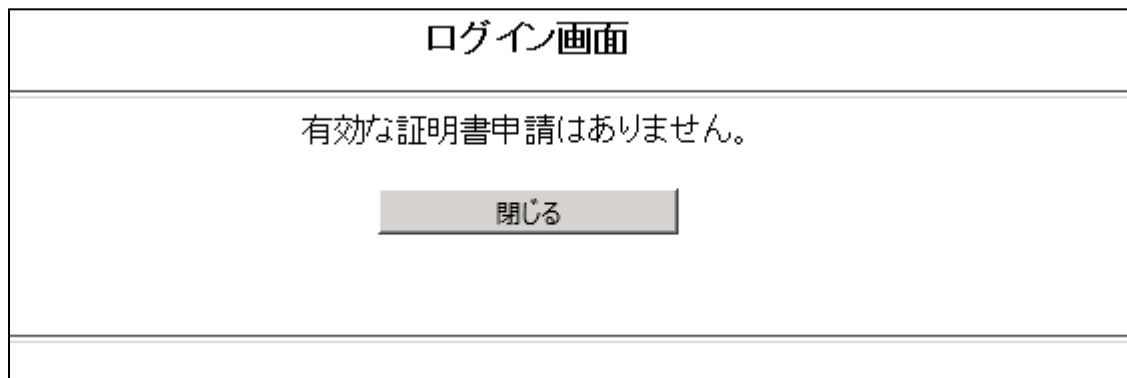 ログイン画面
有効な証明書申請はありません。
閉じる